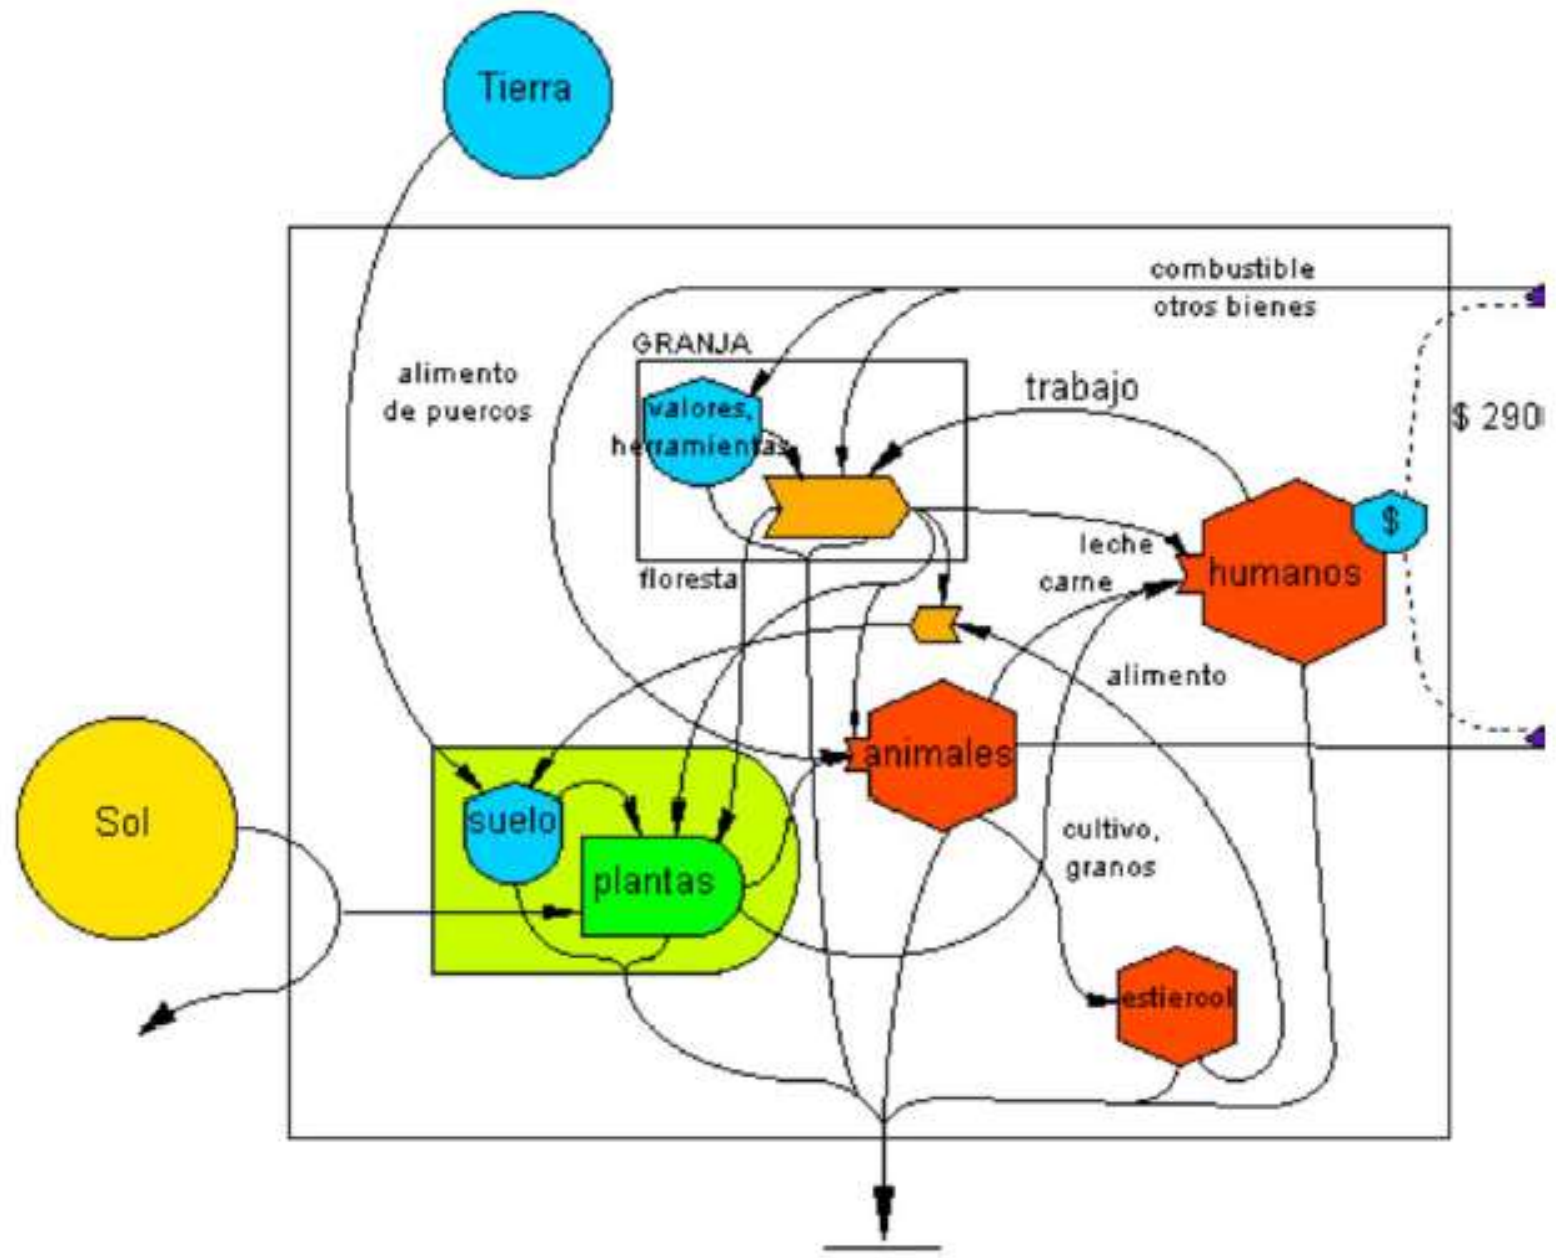 Tierra
combustible
otros bienes
GRANJA
alimento
de puercos
trabajo
valores,
herramientas
$ 290
$
leche
carne
humanos
floresta
alimento
animales
Sol
suelo
cultivo,
granos
plantas
estiercol